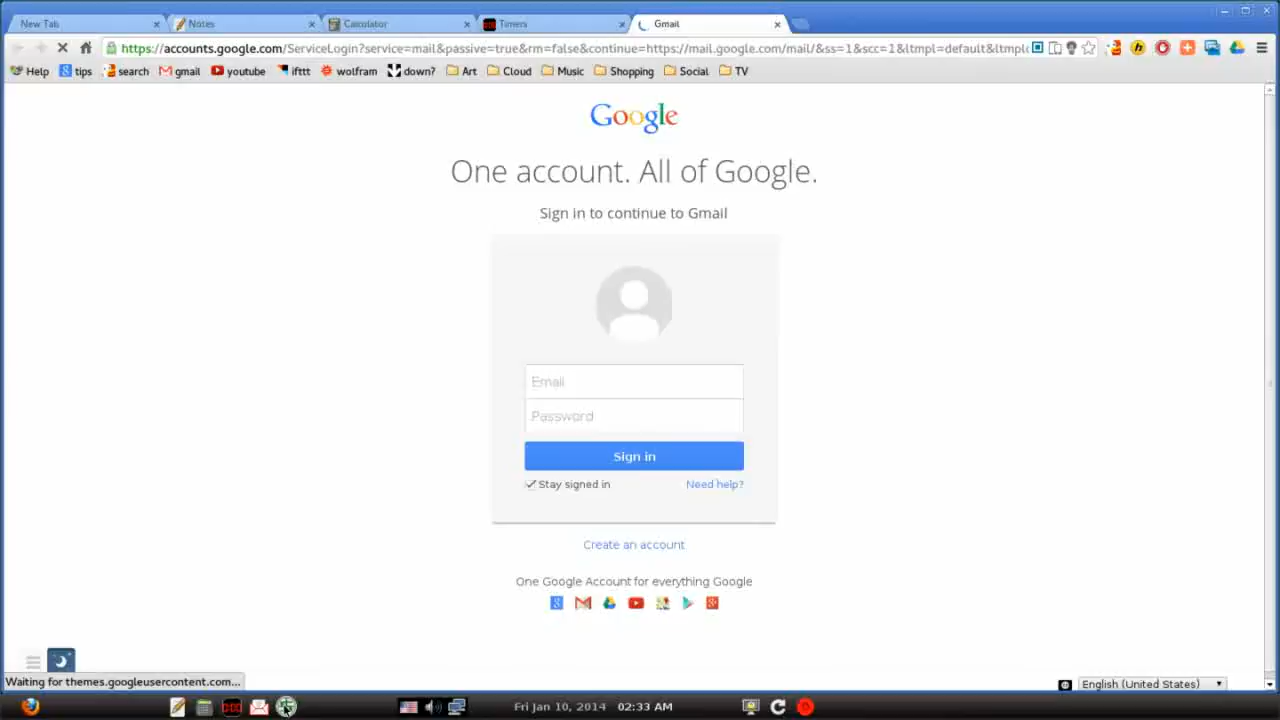 New Tab
Notes
Calculator
Timers
Gmail
https://accounts.google.com/ServiceLogin?service=mail&passive=true&rm=false&continue=https://mail.google.com/mail/&ss=1&scc=1&ltmpl=default&ltmplc
Help tips search gmail youtube ifttt wolfram down? Art Cloud Music Shopping Social TV
Google
One account. All of Google.
Sign in to continue to Gmail
Email
Password
Sign in
Stay signed in
Need help?
Create an account
One Google Account for everything Google
Waiting for themes.googleusercontent.com...
English (United States)
Fri Jan 10, 2014 02:33 AM